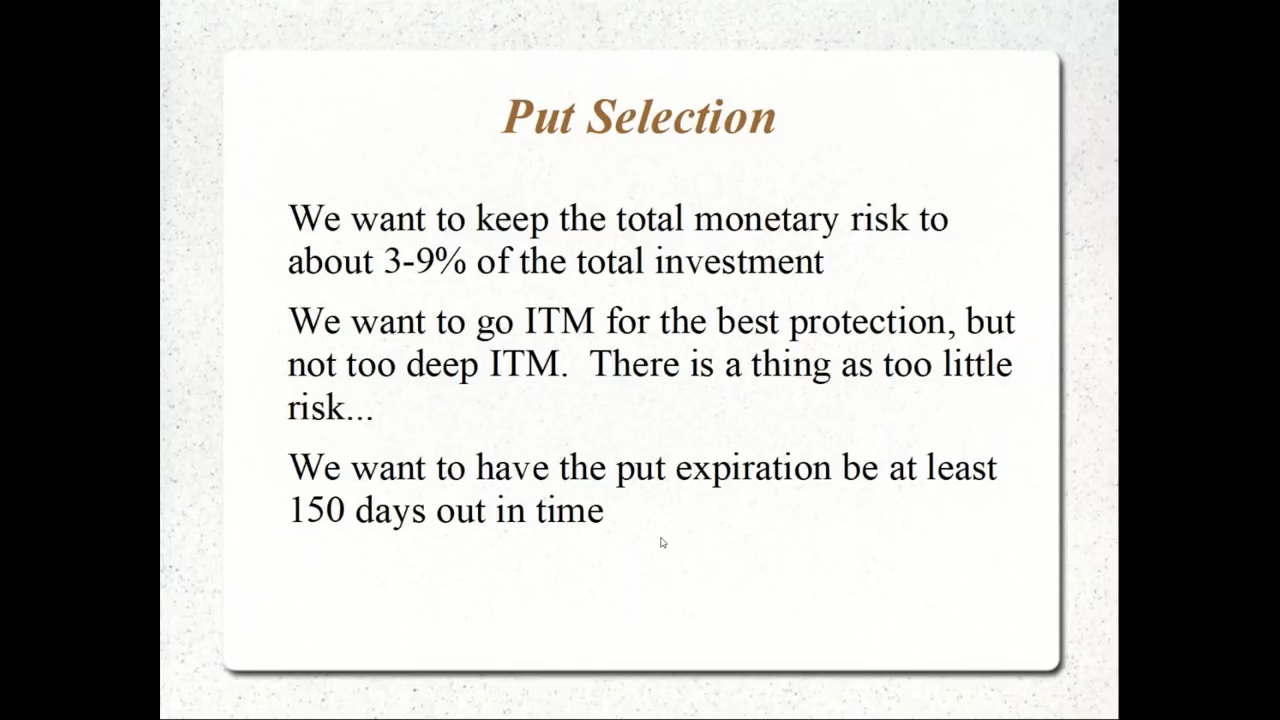 Put Selection
We want to keep the total monetary risk to
about 3-9% of the total investment
We want to go ITM for the best protection, but
not too deep ITM.  There is a thing as too little
risk...
We want to have the put expiration be at least
150 days out in time